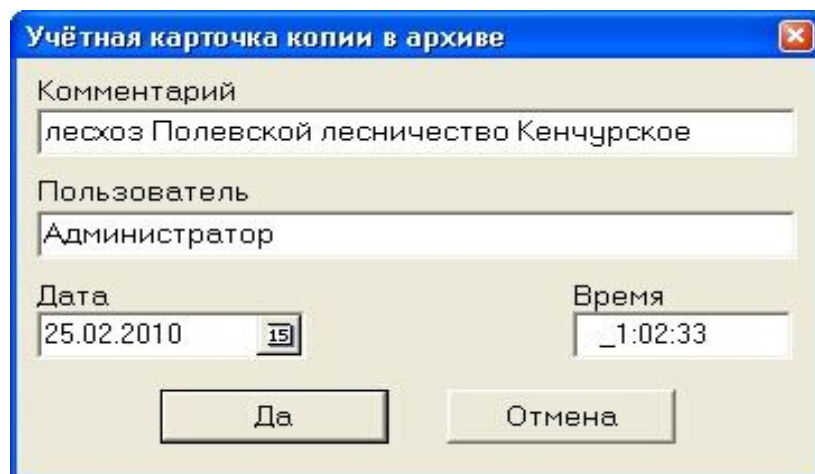 Учётная карточка копии в архиве
Комментарий
лесхоз Полевской лесничество Кенчурское
Пользователь
Администратор
Дата Время
25.02.2010 15 _1:02:33
Да Отмена